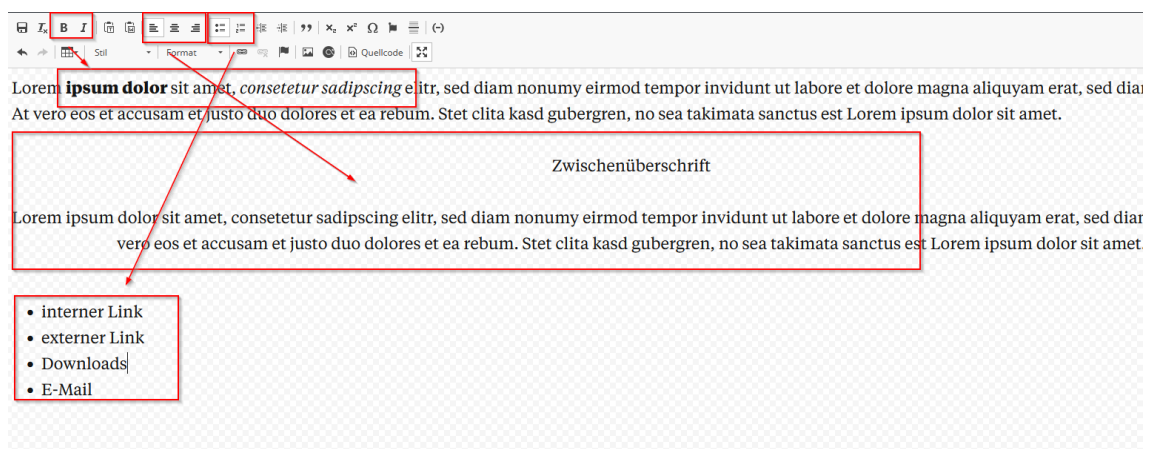 B I
Stil Format Quellcode
Lorem ipsum dolor sit amet, consetetur sadipscing elitr, sed diam nonumy eirmod tempor invidunt ut labore et dolore magna aliquyam erat, sed diar
At vero eos et accusam et justo duo dolores et ea rebum. Stet clita kasd gubergren, no sea takimata sanctus est Lorem ipsum dolor sit amet.
Zwischenüberschrift
Lorem ipsum dolor sit amet, consetetur sadipscing elitr, sed diam nonumy eirmod tempor invidunt ut labore et dolore magna aliquyam erat, sed diar
vero eos et accusam et justo duo dolores et ea rebum. Stet clita kasd gubergren, no sea takimata sanctus est Lorem ipsum dolor sit amet.
• interner Link
• externer Link
• Downloads
• E-Mail